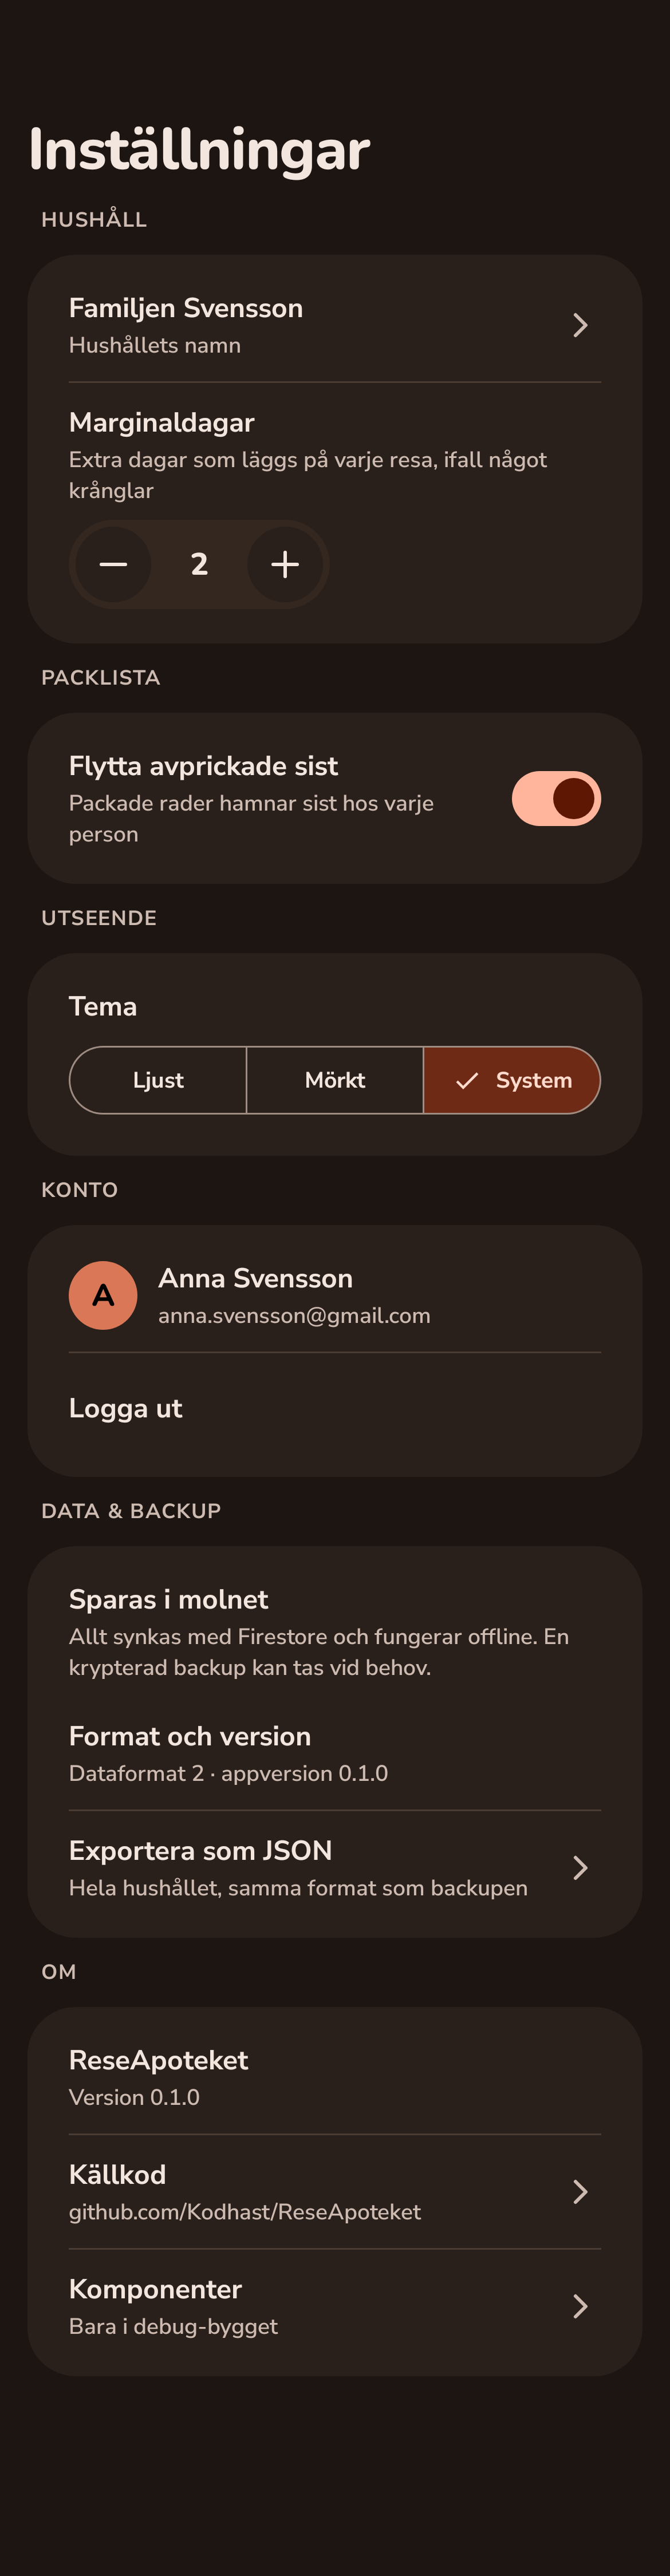 Inställningar
HUSHÅLL
Familjen Svensson
Hushållets namn
Marginaldagar
Extra dagar som läggs på varje resa, ifall något
krånglar
2
PACKLISTA
Flytta avprickade sist
Packade rader hamnar sist hos varje
person
UTSEENDE
Tema
Ljust Mörkt System
KONTO
A
Anna Svensson
anna.svensson@gmail.com
Logga ut
DATA & BACKUP
Sparas i molnet
Allt synkas med Firestore och fungerar offline. En
krypterad backup kan tas vid behov.
Format och version
Dataformat 2 · appversion 0.1.0
Exportera som JSON
Hela hushållet, samma format som backupen
OM
ReseApoteket
Version 0.1.0
Källkod
github.com/Kodhast/ReseApoteket
Komponenter
Bara i debug-bygget